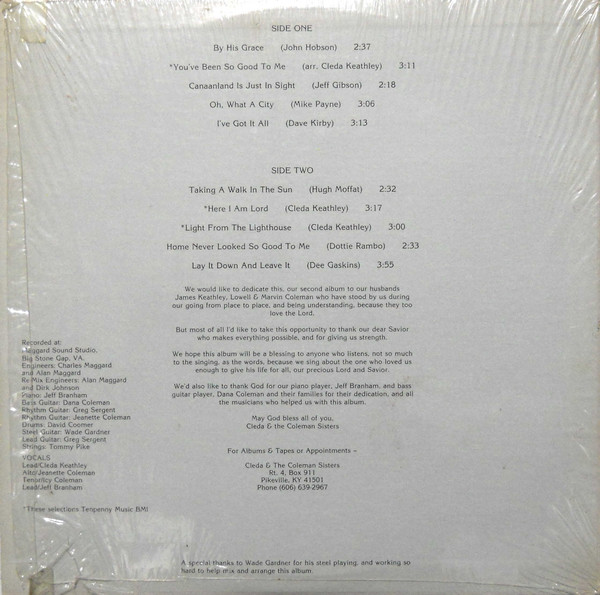 SIDE ONE
By His Grace (John Hobson) 2:37
*You've Been So Good To Me (arr. Cleda Keathley) 3:11
Canaanland Is Just In Sight (Jeff Gibson) 2:18
Oh, What A City (Mike Payne) 3:06
I've Got It All (Dave Kirby) 3:13
SIDE TWO
Taking A Walk In The Sun (Hugh Moffat) 2:32
*Here I Am Lord (Cleda Keathley) 3:17
*Light From The Lighthouse (Cleda Keathley) 3:00
Home Never Looked So Good To Me (Dottie Rambo) 2:33
Lay It Down And Leave It (Dee Gaskins) 3:55
We would like to dedicate this, our second album to our husbands
James Keathley, Lowell & Marvin Coleman who have stood by us during
our going from place to place, and being understanding, because they too
love the Lord.
But most of all I'd like to take this opportunity to thank our dear Savior
who makes everything possible, and for giving us strength.
We hope this album will be a blessing to anyone who listens, not so much
to the singing, as the words, because we sing about the one who loved us
enough to give his life for all, our precious Lord and Savior.
We'd also like to thank God for our piano player, Jeff Branham, and bass
guitar player, Dana Coleman and their families for their dedication, and all
the musicians who helped us with this album.
May God bless all of you,
Cleda & the Coleman Sisters
For Albums & Tapes or Appointments –
Cleda & The Coleman Sisters
Rt. 4, Box 911
Pikeville, KY 41501
Phone (606) 639-2967
Recorded at:
Maggard Sound Studio,
Big Stone Gap, VA.
Engineers: Charles Maggard
and Alan Maggard
Re-Mix Engineers: Alan Maggard
and Dirk Johnson
Piano: Jeff Branham
Bass Guitar: Dana Coleman
Rhythm Guitar: Greg Sergent
Rhythm Guitar: Jeanette Coleman
Drums: David Coomer
Steel Guitar: Wade Gardner
Lead Guitar: Greg Sergent
Strings: Tommy Pike
VOCALS
Lead/Cleda Keathley
Alto/Jeanette Coleman
Tenor/Icy Coleman
Lead/Jeff Branham
*These selections Tenpenny Music BMI
A special thanks to Wade Gardner for his steel playing, and working so
hard to help mix and arrange this album.